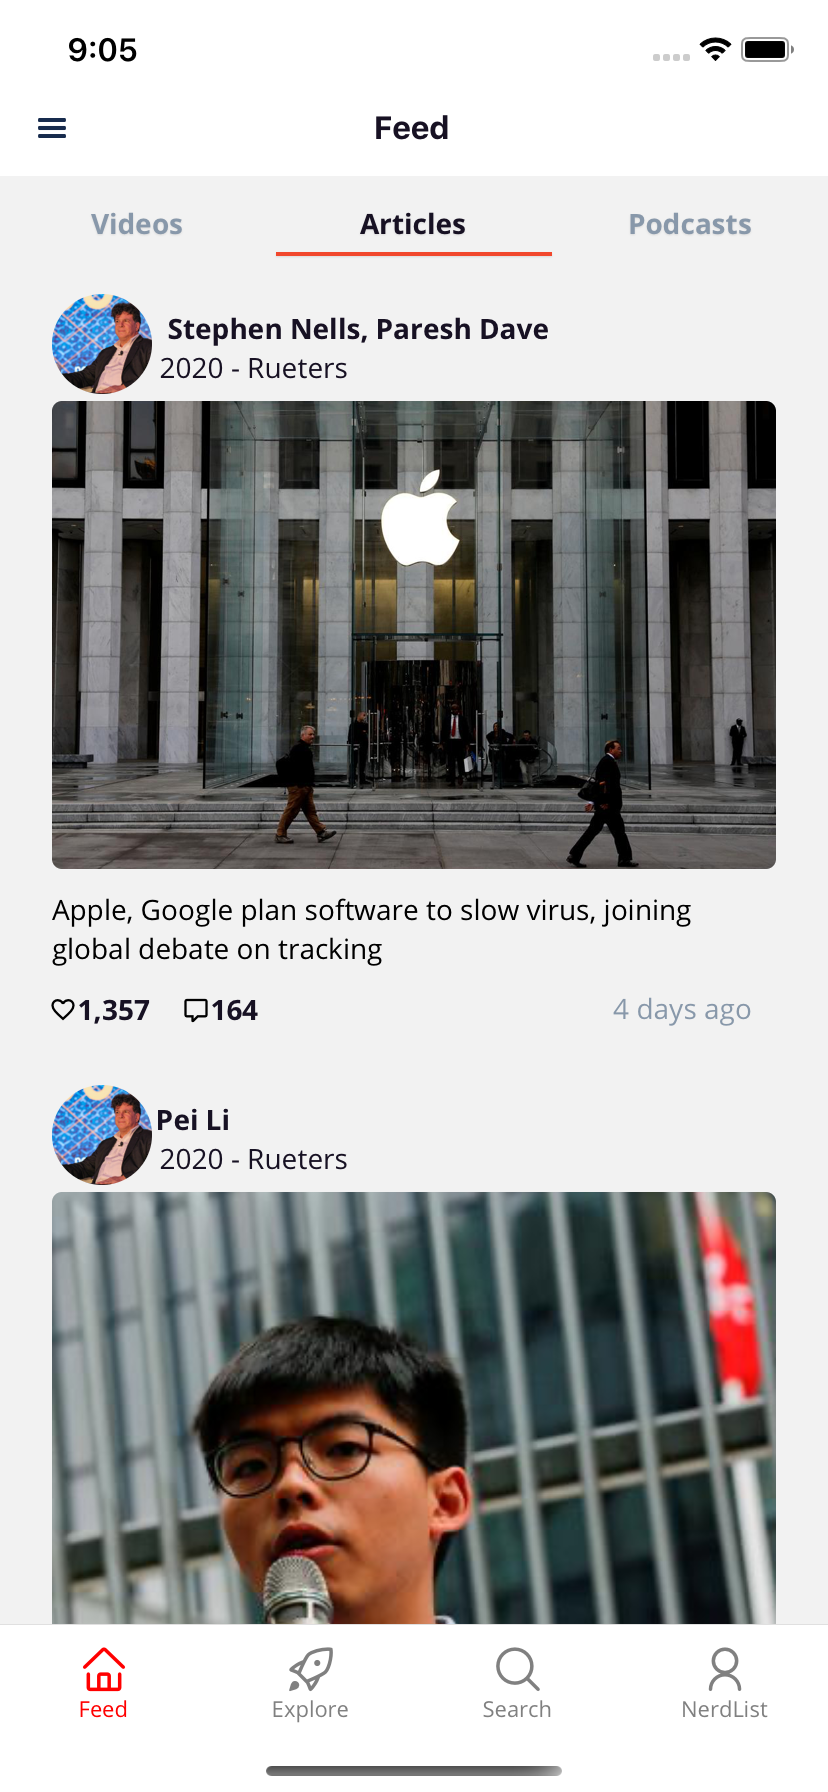 9:05
Feed
Videos Articles Podcasts
Stephen Nells, Paresh Dave
2020 - Rueters
Apple, Google plan software to slow virus, joining
global debate on tracking
1,357 164 4 days ago
Pei Li
2020 - Rueters
Feed Explore Search NerdList